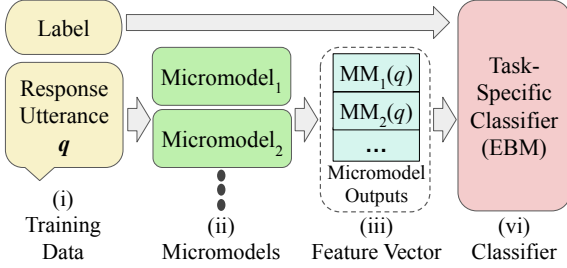 Label
Response
Utterance
q
Micromodel1
Micromodel2
MM1(q)
MM2(q)
...
Micromodel
Outputs
Task-
Specific
Classifier
(EBM)
(i)
Training
Data
(ii)
Micromodels
(iii)
Feature Vector
(vi)
Classifier